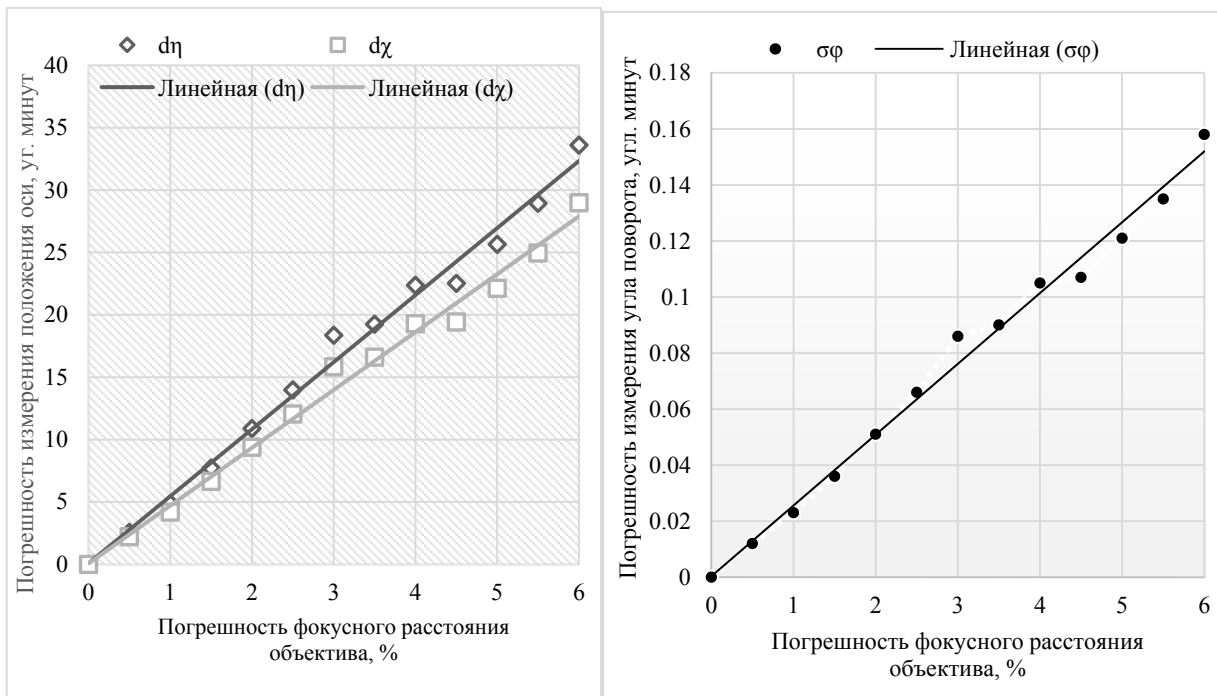 dη
dχ
Линейная (dη)
Линейная (dχ)
Погрешность измерения положения оси, уг. минут
40
35
30
25
20
15
10
5
0
0 1 2 3 4 5 6
Погрешность фокусного расстояния
объектива, %
σφ
Линейная (σφ)
Погрешность измерения угла поворота, угл. минут
0.18
0.16
0.14
0.12
0.1
0.08
0.06
0.04
0.02
0
0 1 2 3 4 5 6
Погрешность фокусного расстояния
объектива, %